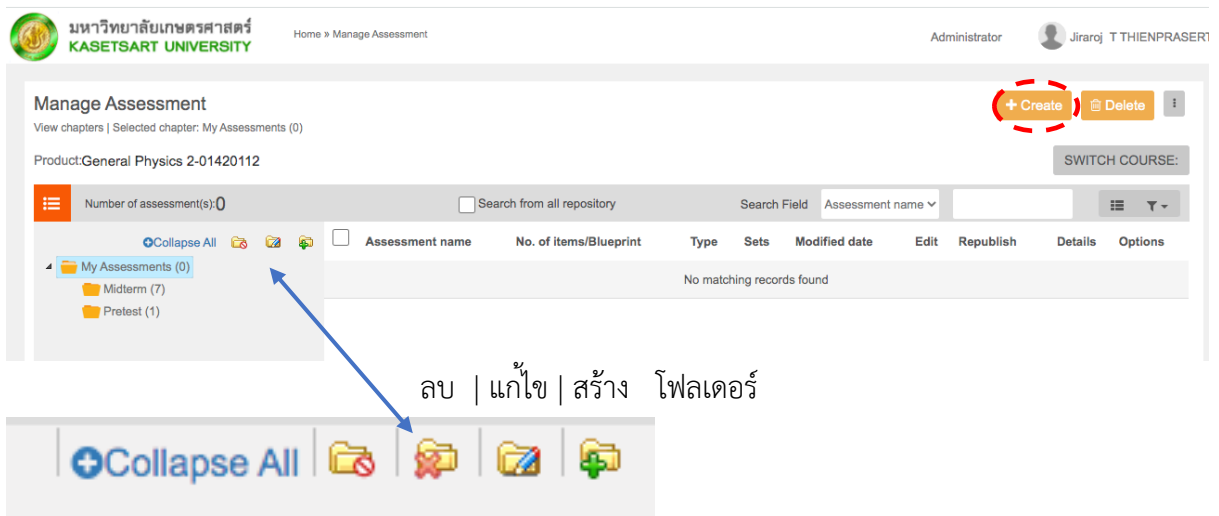 มหาวิทยาลัยเกษตรศาสตร์
KASETSART UNIVERSITY
Home » Manage Assessment
Administrator
Jiraroj T THIENPRASERT
Manage Assessment
+ Create
Delete
View chapters | Selected chapter: My Assessments (0)
Product:General Physics 2-01420112
SWITCH COURSE:
Number of assessment(s):0
Search from all repository
Search Field
Assessment name
Collapse All
Assessment name No. of items/Blueprint Type Sets Modified date Edit Republish Details Options
My Assessments (0)
No matching records found
Midterm (7)
Pretest (1)
ลบ | แก้ไข | สร้าง โฟลเดอร์
Collapse All